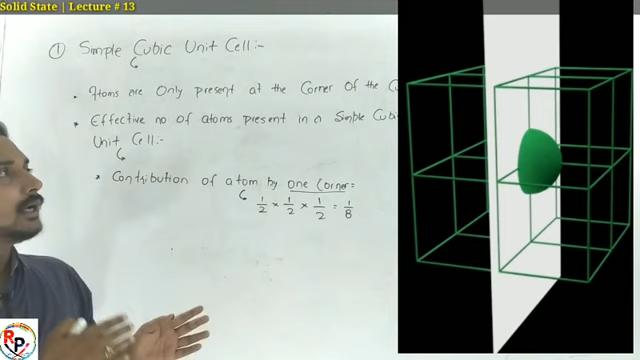 Solid State | Lecture # 13
① Simple Cubic Unit Cell:-
• Atoms are Only present at the Corner Of the Cu
• Effective no of atoms present in a Simple Cubi
Unit Cell:-
• Contribution of atom by one Corner=
1/2 × 1/2 × 1/2 = 1/8
RP